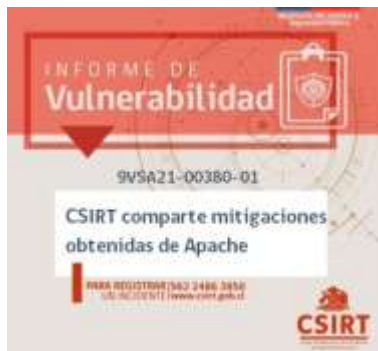 INFORME DE
Vulnerabilidad
9VSA21-00380-01
CSIRT comparte mitigaciones
obtenidas de Apache
PARA REGISTRAR (562 2486 3850
UN INCIDENTE www.csirt.gob.cl
CSIRT